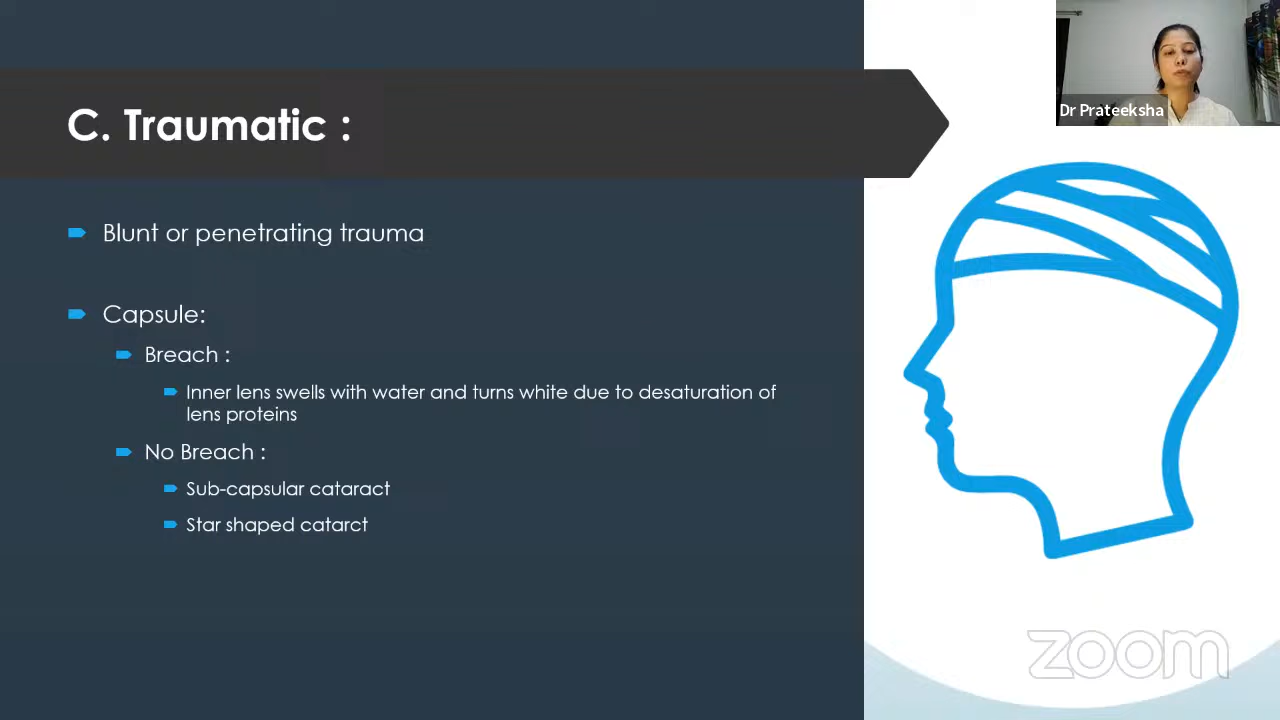 Dr Prateeksha
C. Traumatic :
Blunt or penetrating trauma
Capsule:
Breach :
Inner lens swells with water and turns white due to desaturation of
lens proteins
No Breach :
Sub-capsular cataract
Star shaped catarct
zoom